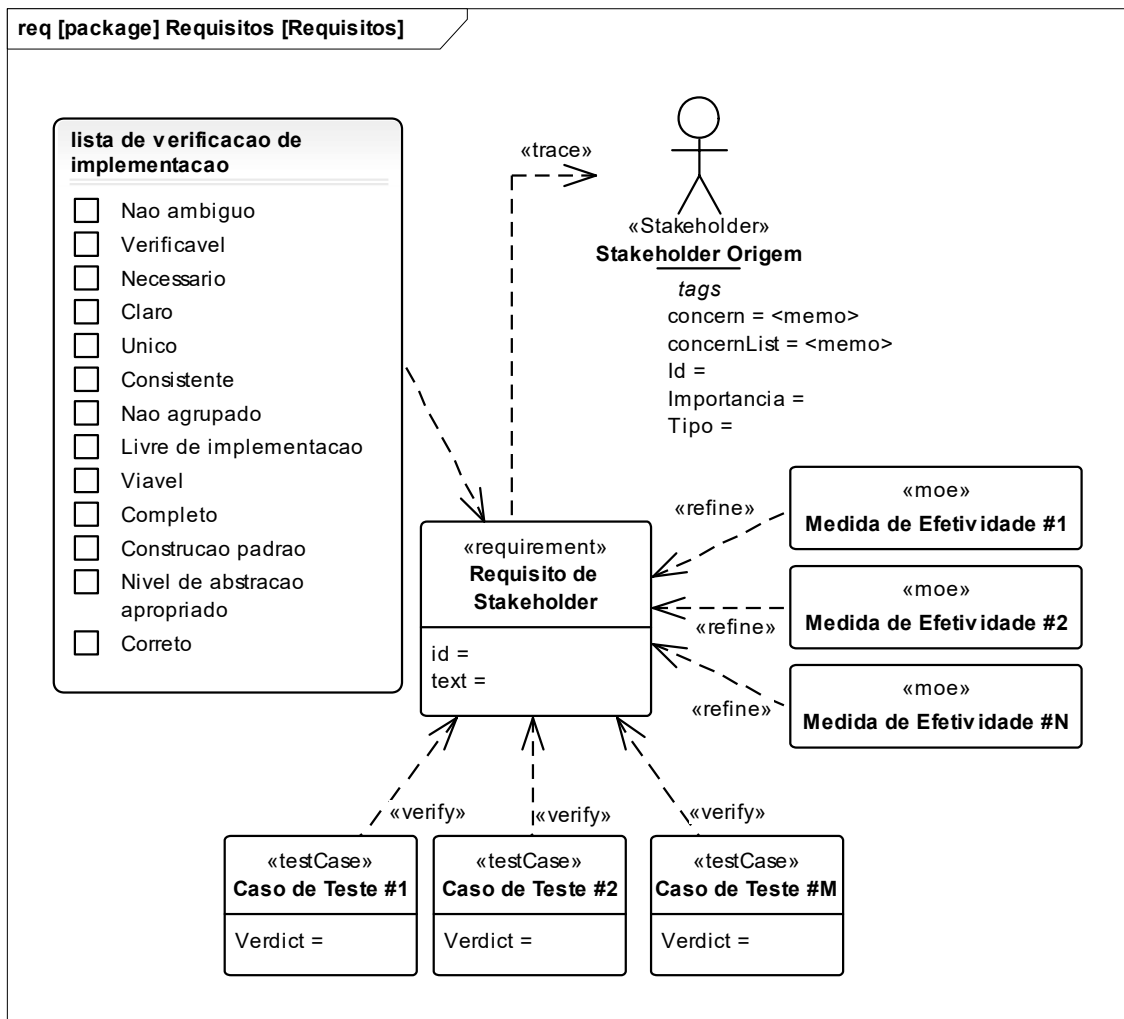 req [package] Requisitos [Requisitos]
lista de verificacao de
implementacao
Nao ambiguo
Verificavel
Necessario
Claro
Unico
Consistente
Nao agrupado
Livre de implementacao
Viavel
Completo
Construcao padrao
Nivel de abstracao
apropriado
Correto
«trace»
«Stakeholder»
Stakeholder Origem
tags
concern = <memo>
concernList = <memo>
Id =
Importancia =
Tipo =
«requirement»
Requisito de
Stakeholder
id =
text =
«refine»
«moe»
Medida de Efetividade #1
«refine»
«moe»
Medida de Efetividade #2
«refine»
«moe»
Medida de Efetividade #N
«verify»
«verify»
«verify»
«testCase»
Caso de Teste #1
Verdict =
«testCase»
Caso de Teste #2
Verdict =
«testCase»
Caso de Teste #M
Verdict =